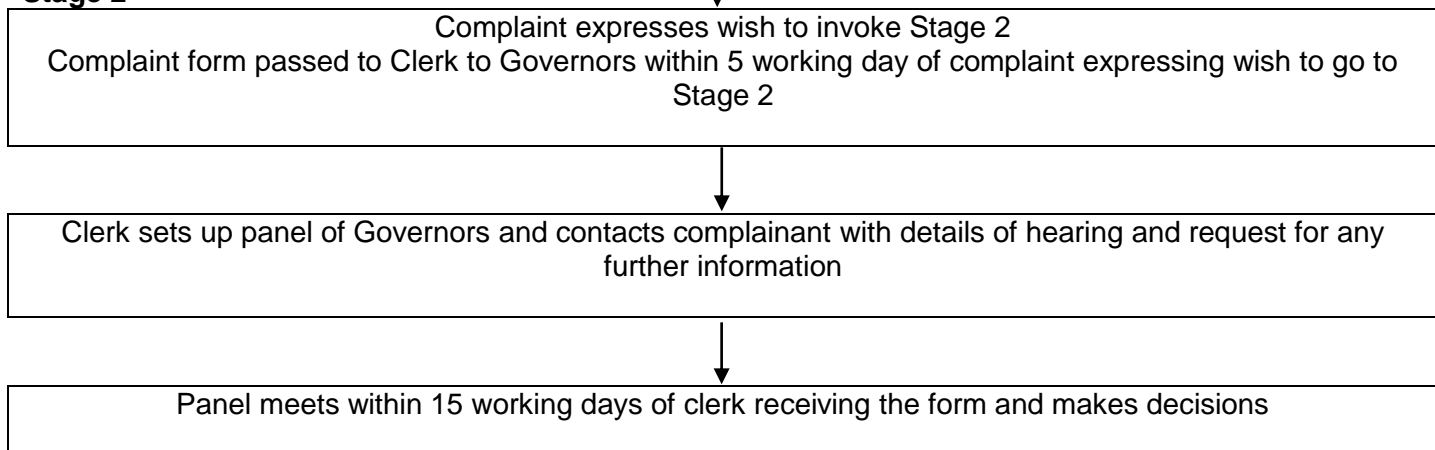 Stage 2
Complaint expresses wish to invoke Stage 2
Complaint form passed to Clerk to Governors within 5 working day of complaint expressing wish to go to
Stage 2
Clerk sets up panel of Governors and contacts complainant with details of hearing and request for any
further information
Panel meets within 15 working days of clerk receiving the form and makes decisions